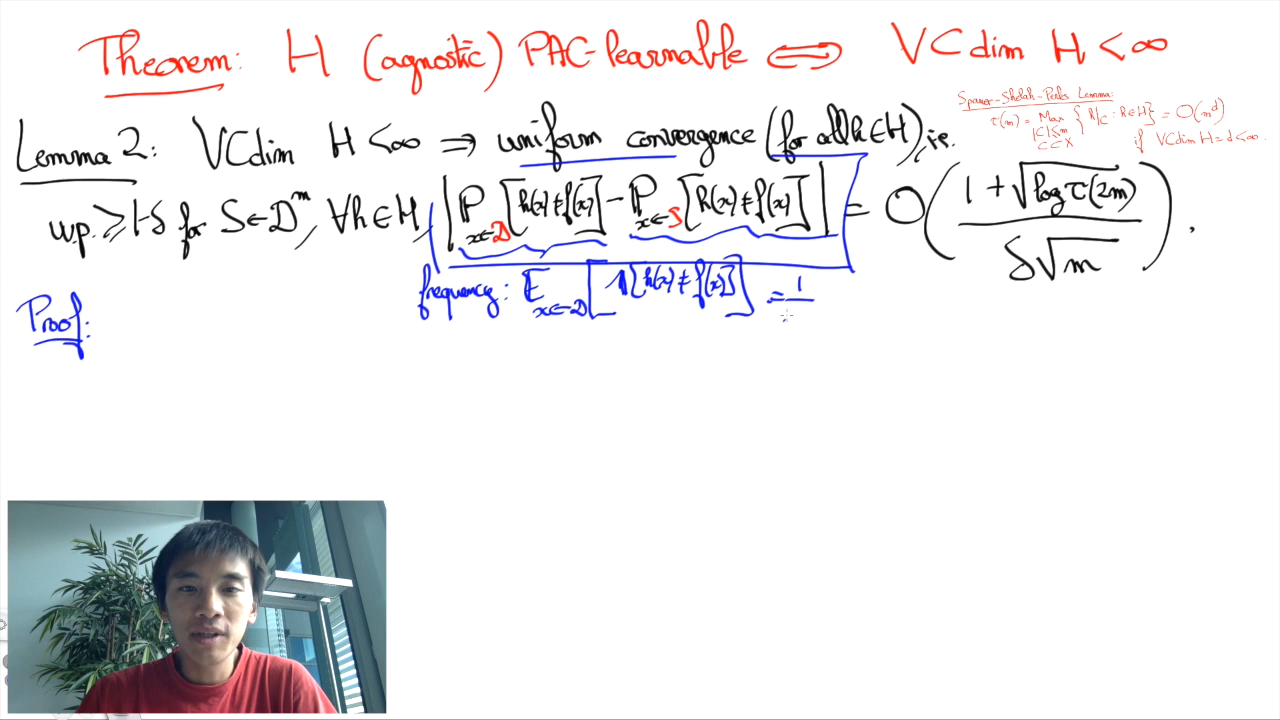 Theorem: H (agnostic) PAC-learnable ⟺ VCdim H < ∞
Sauer-Shelah-Perles Lemma:
τ(m) = Max {h|C : h∈H} = O(m^d)
|C|≤m
C⊂X
if VCdim H = d < ∞.
Lemma 2: VCdim H < ∞ ⇒ uniform convergence (for all h∈H), i.e.
w.p. ≥ 1-δ for S←D^m, ∀h∈H, |P_{x←D}[h(x)≠f(x)] - P_{x←S}[h(x)≠f(x)]| = O((1+√log τ(2m))/(δ√m)).
frequency: E_{x←D}[1[h(x)≠f(x)]] = 1
Proof: